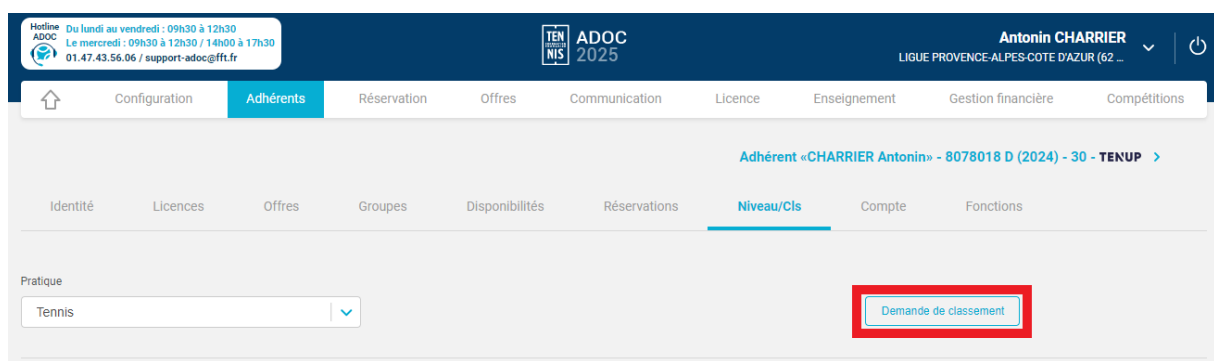 Hotline ADOC
Du lundi au vendredi : 09h30 à 12h30
Le mercredi : 09h30 à 12h30 / 14h00 à 17h30
01.47.43.56.06 / support-adoc@fft.fr
TEN
NIS
ADOC
2025
Antonin CHARRIER
LIGUE PROVENCE-ALPES-COTE D'AZUR (62 ...
Configuration
Adhérents
Réservation
Offres
Communication
Licence
Enseignement
Gestion financière
Compétitions
Adhérent «CHARRIER Antonin» - 8078018 D (2024) - 30 - TENUP >
Identité
Licences
Offres
Groupes
Disponibilités
Réservations
Niveau/Cls
Compte
Fonctions
Pratique
Tennis
Demande de classement